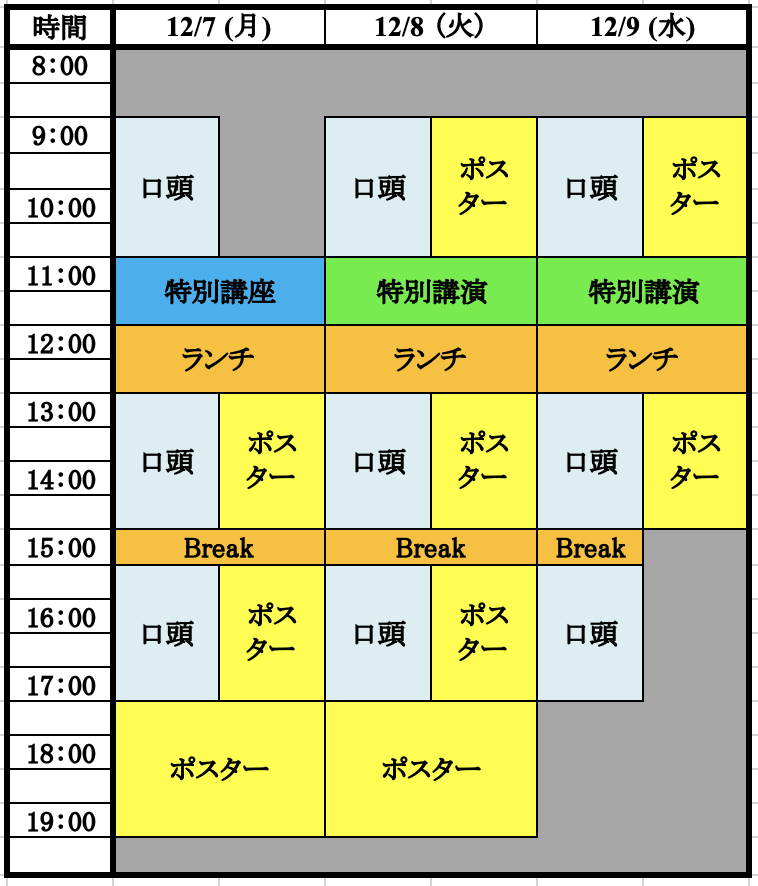 時間 12/7 (月) 12/8 (火) 12/9 (水)
8:00
9:00
口頭 口頭 ポス
ター 口頭 ポス
ター
10:00
11:00
特別講座 特別講演 特別講演
12:00
ランチ ランチ ランチ
13:00
口頭 ポス
ター 口頭 ポス
ター 口頭 ポス
ター
14:00
15:00 Break Break Break
16:00
口頭 ポス
ター 口頭 ポス
ター 口頭
17:00
18:00
ポスター ポスター
19:00